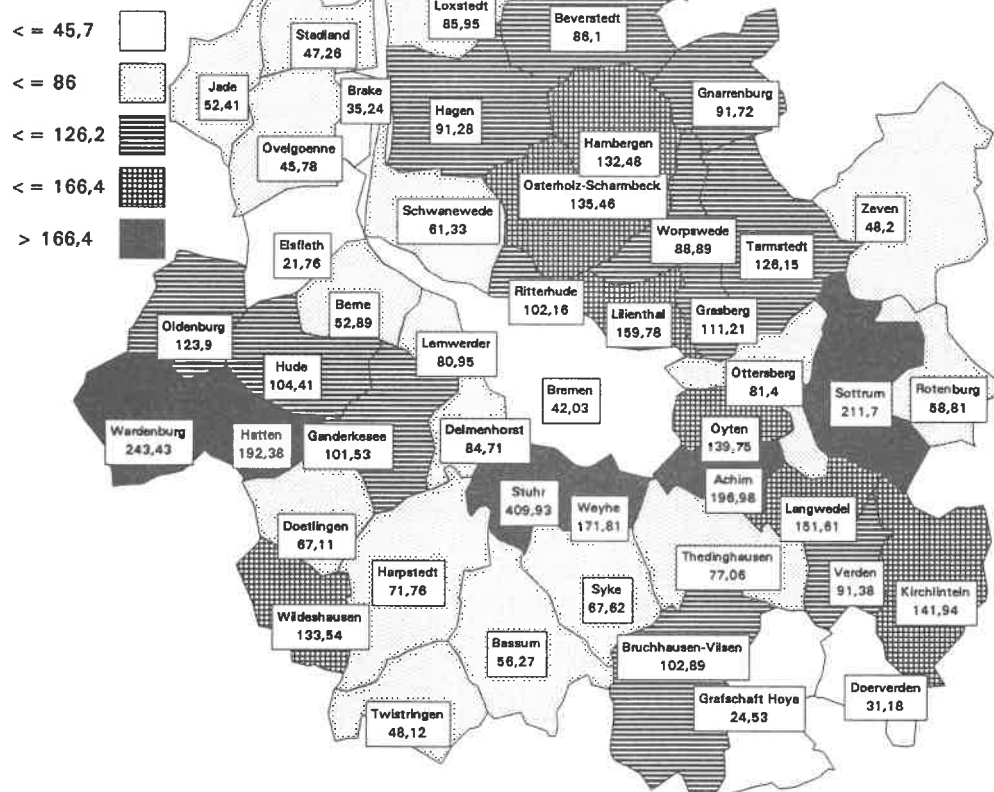 < = 45,7
< = 86
< = 126,2
< = 166,4
> 166,4
Loxstedt
85,95
Beverstedt
86,1
Stadland
47,26
Jade
52,41
Brake
35,24
Hagen
91,28
Gnarrenburg
91,72
Ovelgoenne
45,78
Hambergen
132,48
Osterholz-Scharmbeck
135,46
Schwanewede
61,33
Zeven
48,2
Worpswede
88,89
Tarmstedt
126,15
Elsfleth
21,76
Berne
52,89
Ritterhude
102,16
Lilienthal
159,78
Grasberg
111,21
Oldenburg
123,9
Lemwerder
80,95
Hude
104,41
Ottersberg
81,4
Bremen
42,03
Sottrum
211,7
Rotenburg
58,81
Wardenburg
243,43
Hatten
192,38
Ganderkesee
101,53
Delmenhorst
84,71
Oyten
139,75
Stuhr
409,93
Weyhe
171,81
Achim
196,98
Langwedel
151,61
Doetlingen
67,11
Thedinghausen
77,06
Harpstedt
71,76
Syke
67,62
Verden
91,38
Kirchlinteln
141,94
Wildeshausen
133,54
Bassum
56,27
Bruchhausen-Vilsen
102,89
Grafschaft Hoya
24,53
Doerverden
31,18
Twistringen
48,12